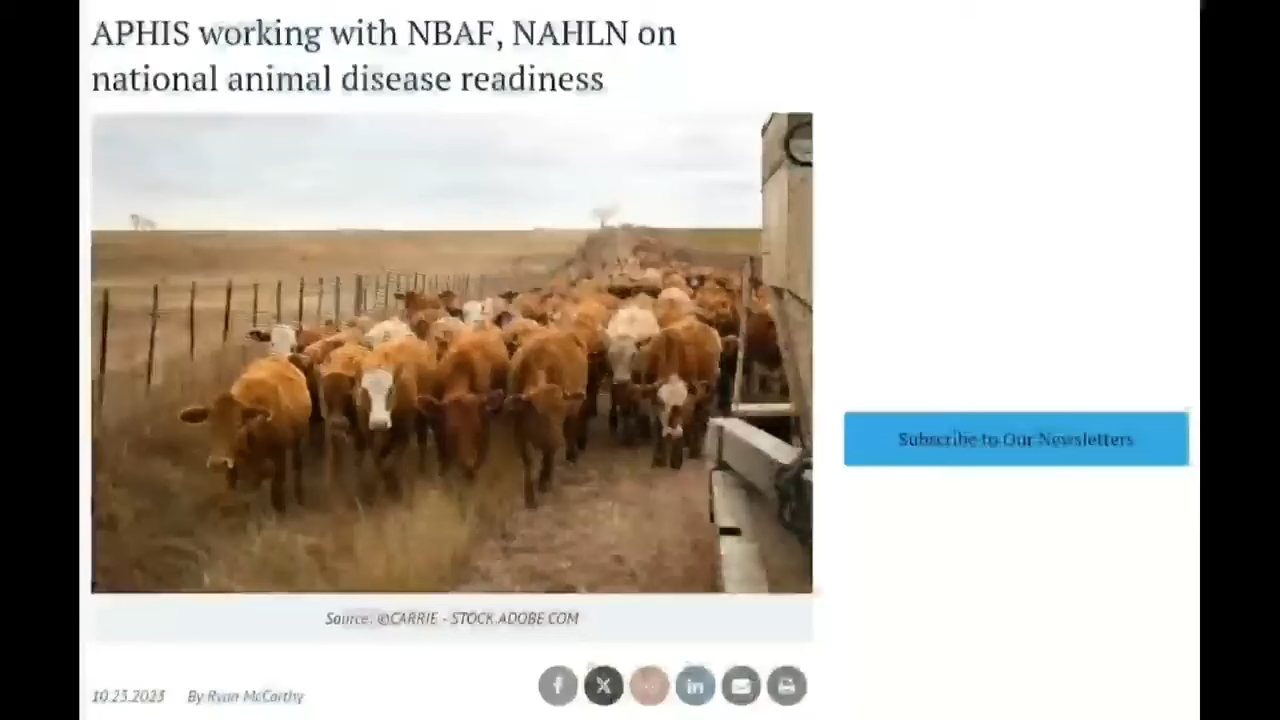 APHIS working with NBAF, NAHLN on
national animal disease readiness
Subscribe to Our Newsletters
Source: ©CARRIE - STOCK.ADOBE.COM
10.23.2023 By Ryan McCarthy